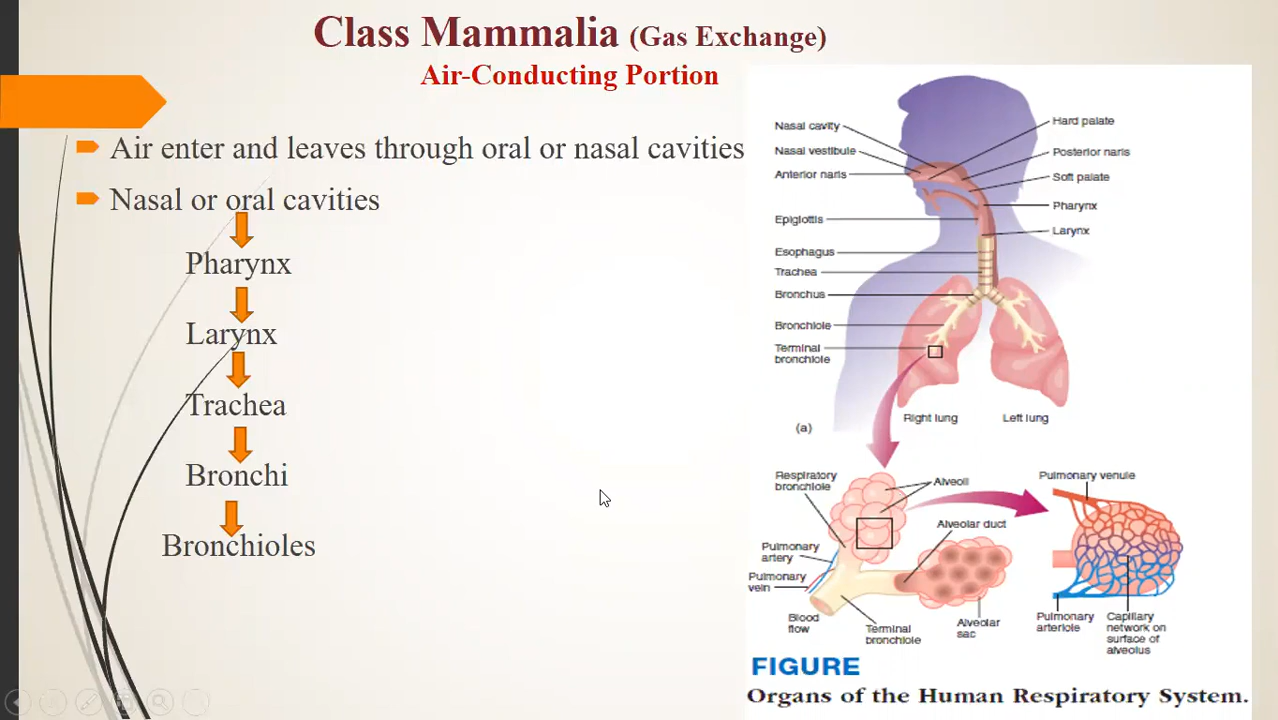 Class Mammalia (Gas Exchange)
Air-Conducting Portion
Air enter and leaves through oral or nasal cavities
Nasal or oral cavities
Pharynx
Larynx
Trachea
Bronchi
Bronchioles
Nasal cavity
Nasal vestibule
Anterior naris
Epiglottis
Esophagus
Trachea
Bronchus
Bronchiole
Terminal
bronchiole
Hard palate
Posterior naris
Soft palate
Pharynx
Larynx
Right lung
Left lung
(a)
Respiratory
bronchiole
Alveoli
Alveolar duct
Pulmonary
artery
Pulmonary
vein
Blood
flow
Terminal
bronchiole
Alveolar
sac
Pulmonary venule
Pulmonary
arteriole
Capillary
network on
surface of
alveolus
FIGURE
Organs of the Human Respiratory System.